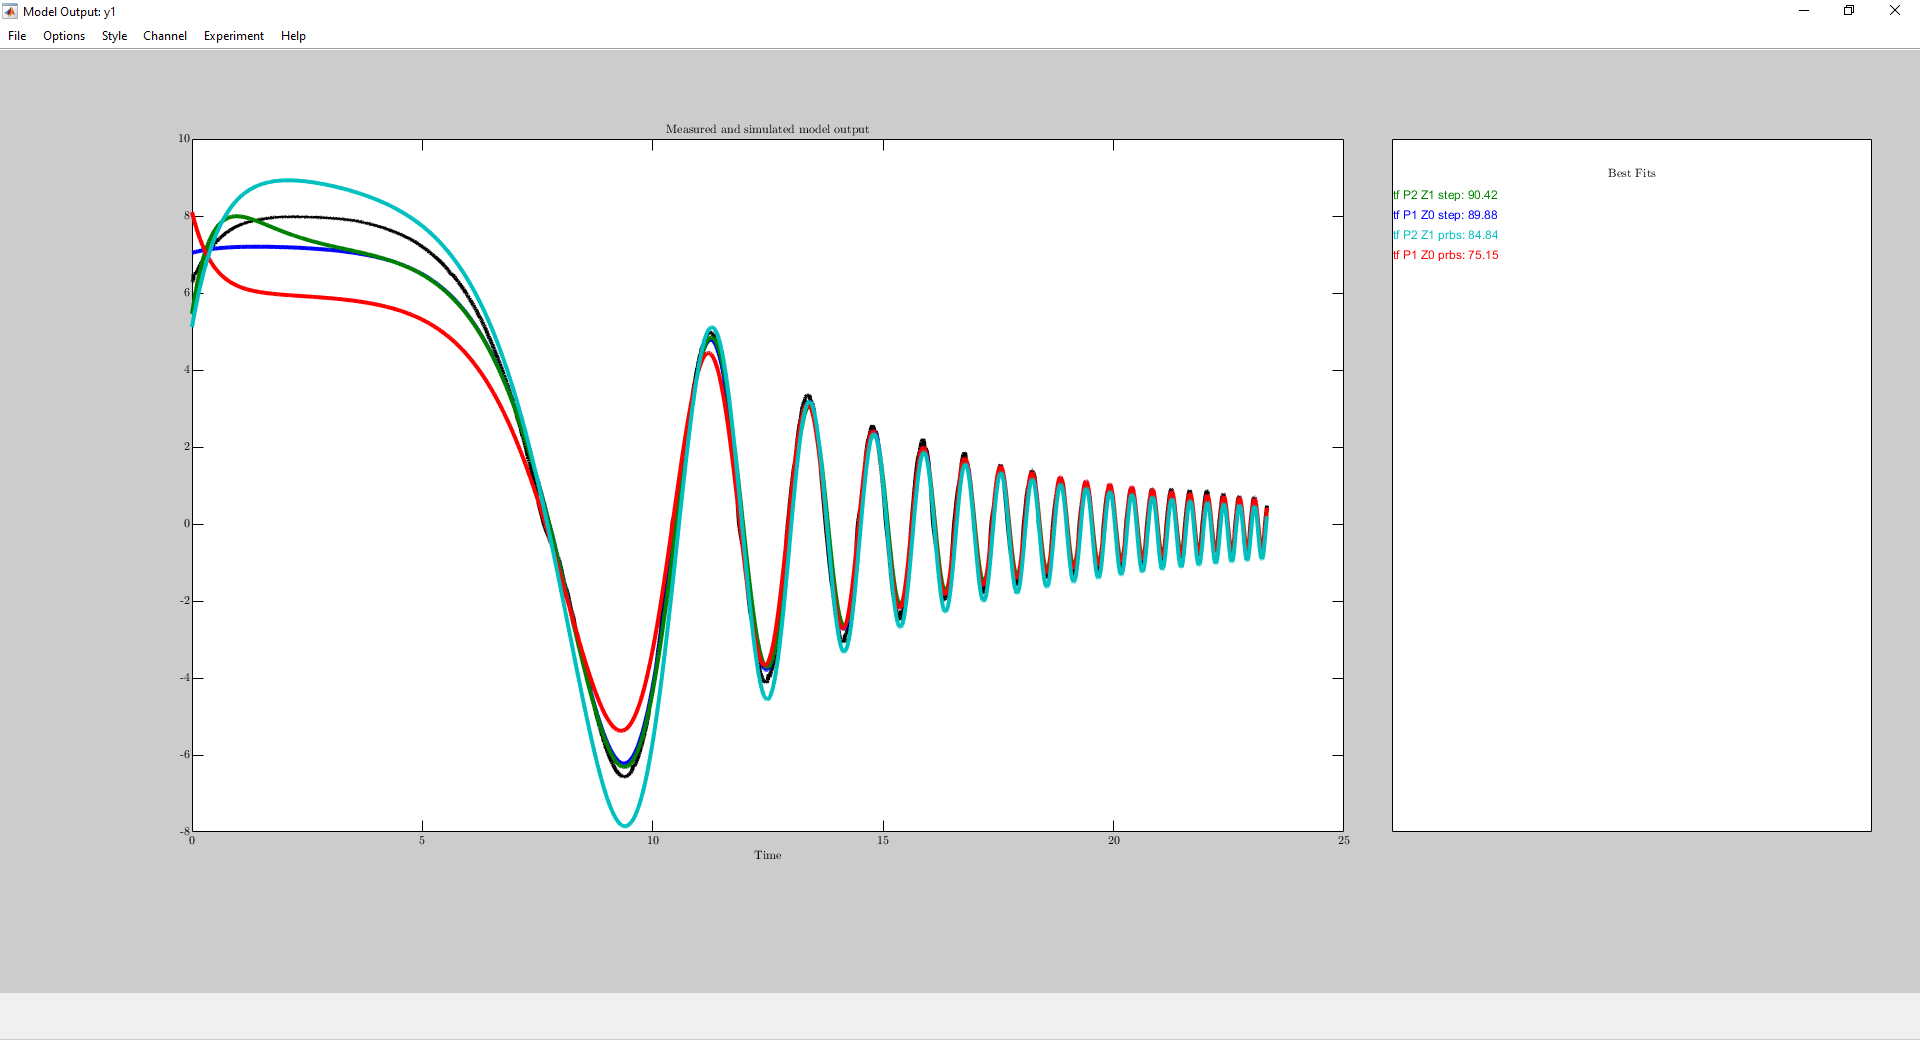 Model Output: y1
File Options Style Channel Experiment Help
Measured and simulated model output
10
8
6
4
2
0
-2
-4
-6
-8
0 5 10 15 20 25
Time
Best Fits
tf P2 Z1 step: 90.42
tf P1 Z0 step: 89.88
tf P2 Z1 prbs: 84.84
tf P1 Z0 prbs: 75.15